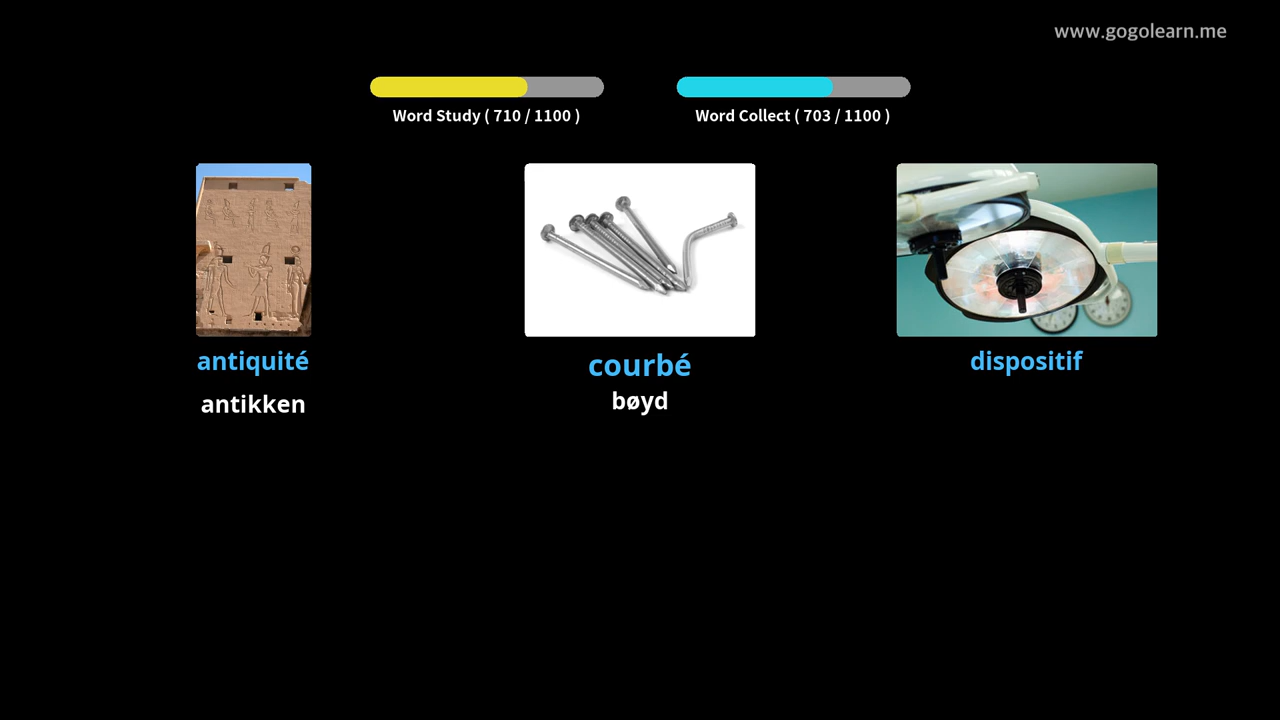 www.gogolearn.me
Word Study ( 710 / 1100 )
Word Collect ( 703 / 1100 )
antiquité
antikken
courbé
bøyd
dispositif